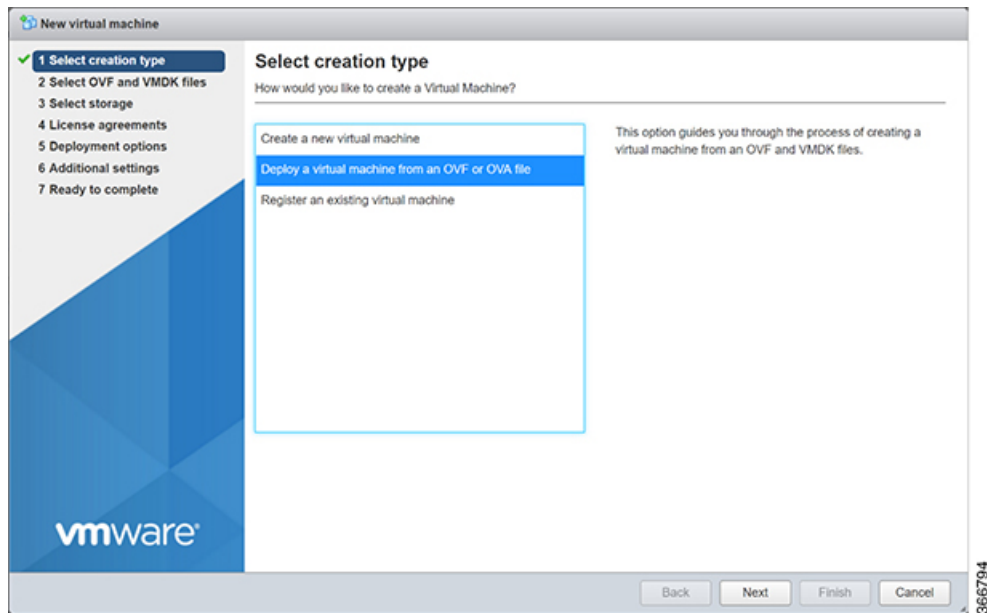 New virtual machine
1 Select creation type
2 Select OVF and VMDK files
3 Select storage
4 License agreements
5 Deployment options
6 Additional settings
7 Ready to complete
Select creation type
How would you like to create a Virtual Machine?
Create a new virtual machine
Deploy a virtual machine from an OVF or OVA file
Register an existing virtual machine
This option guides you through the process of creating a
virtual machine from an OVF and VMDK files.
vmware®
Back
Next
Finish
Cancel
366794